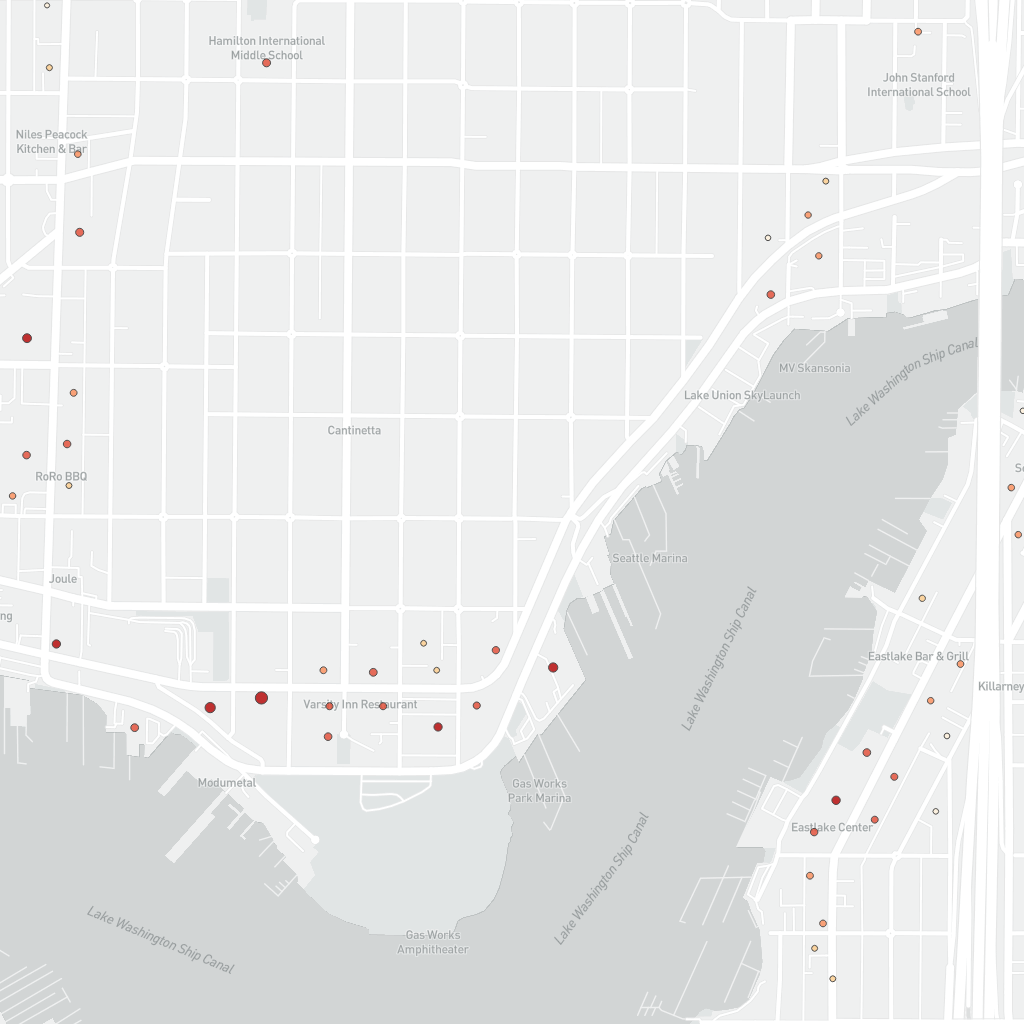 Hamilton International
Middle School
John Stanford
International School
Niles Peacock
Kitchen & Bar
MV Skansonia
Lake Washington Ship Canal
Lake Union SkyLaunch
Cantinetta
RoRo BBQ
Seattle Marina
Joule
ng
Lake Washington Ship Canal
Eastlake Bar & Grill
Killarney
Varsity Inn Restaurant
Modumetal
Gas Works
Park Marina
Eastlake Center
Lake Washington Ship Canal
Lake Washington Ship Canal
Gas Works
Amphitheater